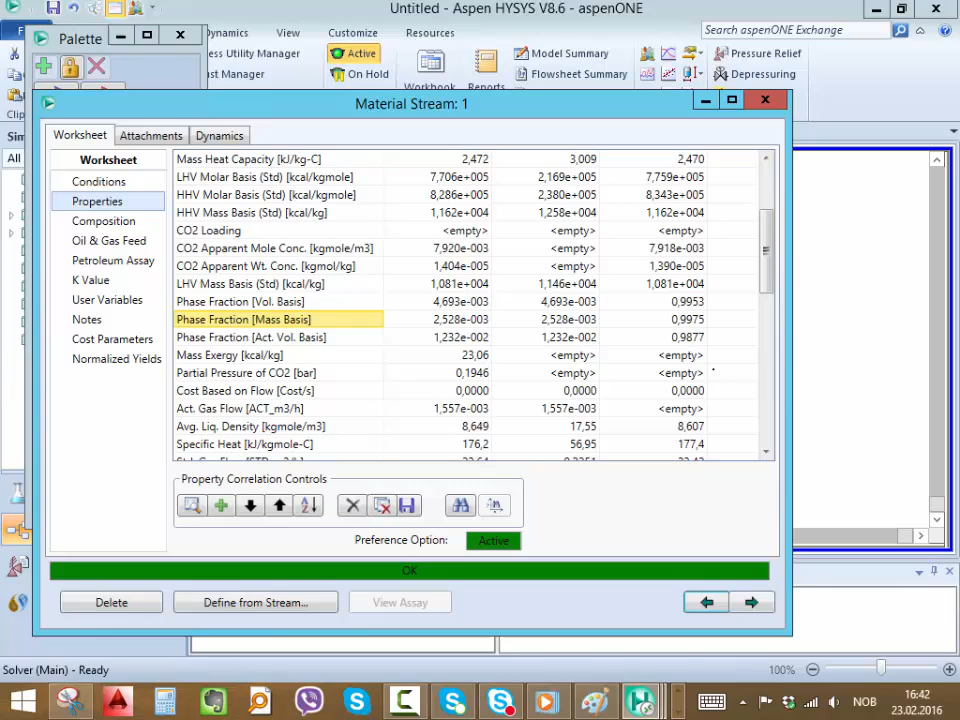 Untitled - Aspen HYSYS V8.6 - aspenONE
F
Palette
ynamics View Customize Resources
Search aspenONE Exchange
ess Utility Manager
Active
Model Summary
Pressure Relief
ust Manager
On Hold
Workbook Reports
Flowsheet Summary
Depressuring
Clip
Material Stream: 1
Sim
All
Worksheet Attachments Dynamics
Worksheet
Conditions
Properties
Composition
Oil & Gas Feed
Petroleum Assay
K Value
User Variables
Notes
Cost Parameters
Normalized Yields
Mass Heat Capacity [kJ/kg-C] 2,472 3,009 2,470
LHV Molar Basis (Std) [kcal/kgmole] 7,706e+005 2,169e+005 7,759e+005
HHV Molar Basis (Std) [kcal/kgmole] 8,286e+005 2,380e+005 8,343e+005
HHV Mass Basis (Std) [kcal/kg] 1,162e+004 1,258e+004 1,162e+004
CO2 Loading <empty> <empty> <empty>
CO2 Apparent Mole Conc. [kgmole/m3] 7,920e-003 <empty> 7,918e-003
CO2 Apparent Wt. Conc. [kgmol/kg] 1,404e-005 <empty> 1,390e-005
LHV Mass Basis (Std) [kcal/kg] 1,081e+004 1,146e+004 1,081e+004
Phase Fraction [Vol. Basis] 4,693e-003 4,693e-003 0,9953
Phase Fraction [Mass Basis] 2,528e-003 2,528e-003 0,9975
Phase Fraction [Act. Vol. Basis] 1,232e-002 1,232e-002 0,9877
Mass Exergy [kcal/kg] 23,06 <empty> <empty>
Partial Pressure of CO2 [bar] 0,1946 <empty> <empty>
Cost Based on Flow [Cost/s] 0,0000 0,0000 0,0000
Act. Gas Flow [ACT_m3/h] 1,557e-003 1,557e-003 <empty>
Avg. Liq. Density [kgmole/m3] 8,649 17,55 8,607
Specific Heat [kJ/kgmole-C] 176,2 56,95 177,4
Property Correlation Controls
Preference Option: Active
OK
Delete Define from Stream... View Assay
Solver (Main) - Ready
100%
NOB
16:42
23.02.2016